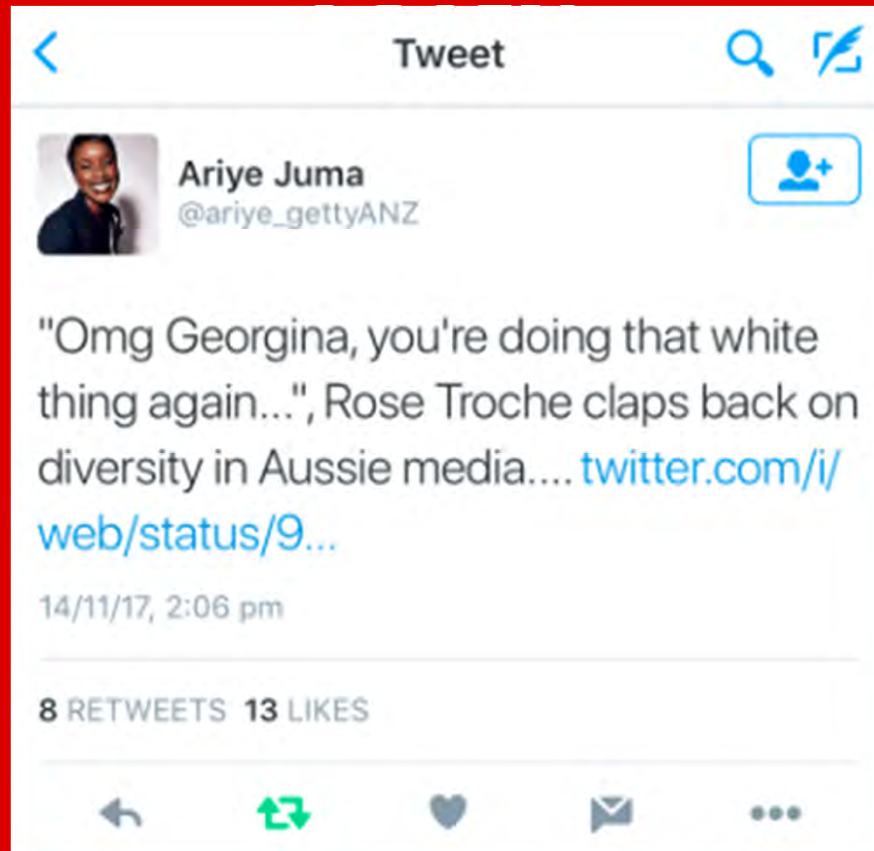 Tweet
Ariye Juma
@ariye_gettyANZ
"Omg Georgina, you're doing that white
thing again...", Rose Troche claps back on
diversity in Aussie media.... twitter.com/i/
web/status/9...
14/11/17, 2:06 pm
8 RETWEETS 13 LIKES